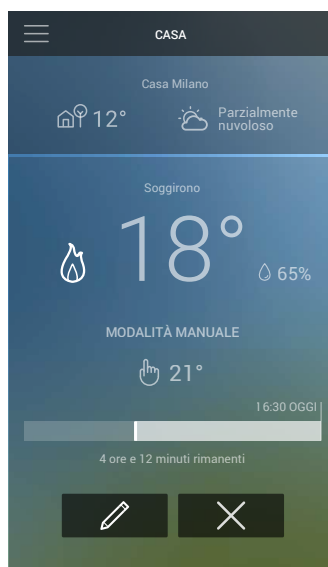 CASA
Casa Milano
12°
Parzialmente
nuvoloso
Soggirono
18°
65%
MODALITÀ MANUALE
21°
16:30 OGGI
4 ore e 12 minuti rimanenti